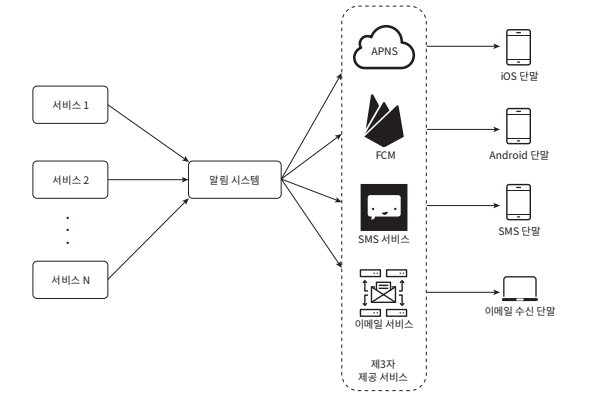 서비스 1
서비스 2
서비스 N
알림 시스템
APNS
FCM
SMS 서비스
이메일 서비스
제3자
제공 서비스
iOS 단말
Android 단말
SMS 단말
이메일 수신 단말